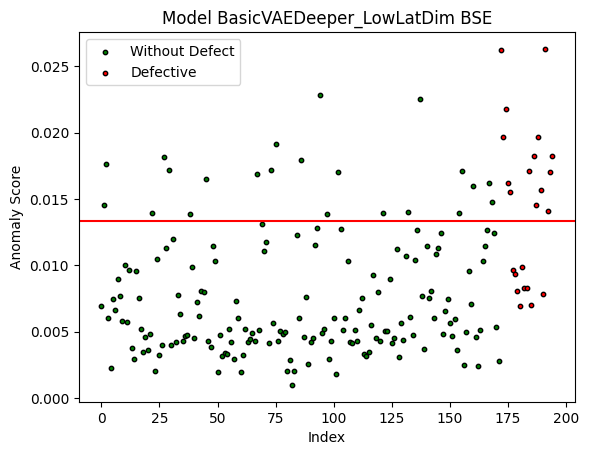 Model BasicVAEDeeper_LowLatDim BSE
Without Defect
Defective
Anomaly Score
0.025
0.020
0.015
0.010
0.005
0.000
0 25 50 75 100 125 150 175 200
Index